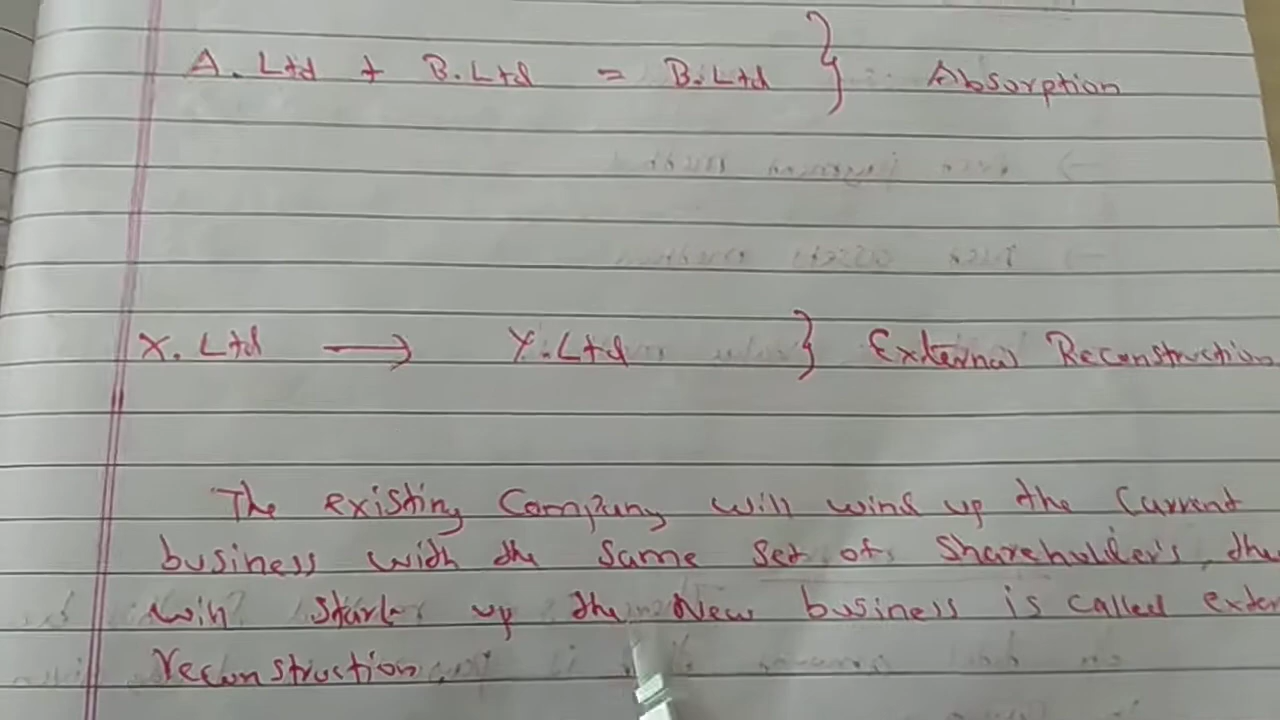 A. Ltd + B. Ltd = B. Ltd } Absorption
X. Ltd → Y. Ltd } External Reconstruction
The existing Company will wind up the Current
business with the same set of Shareholder's, the
will start up the New business is called exter
reconstruction.